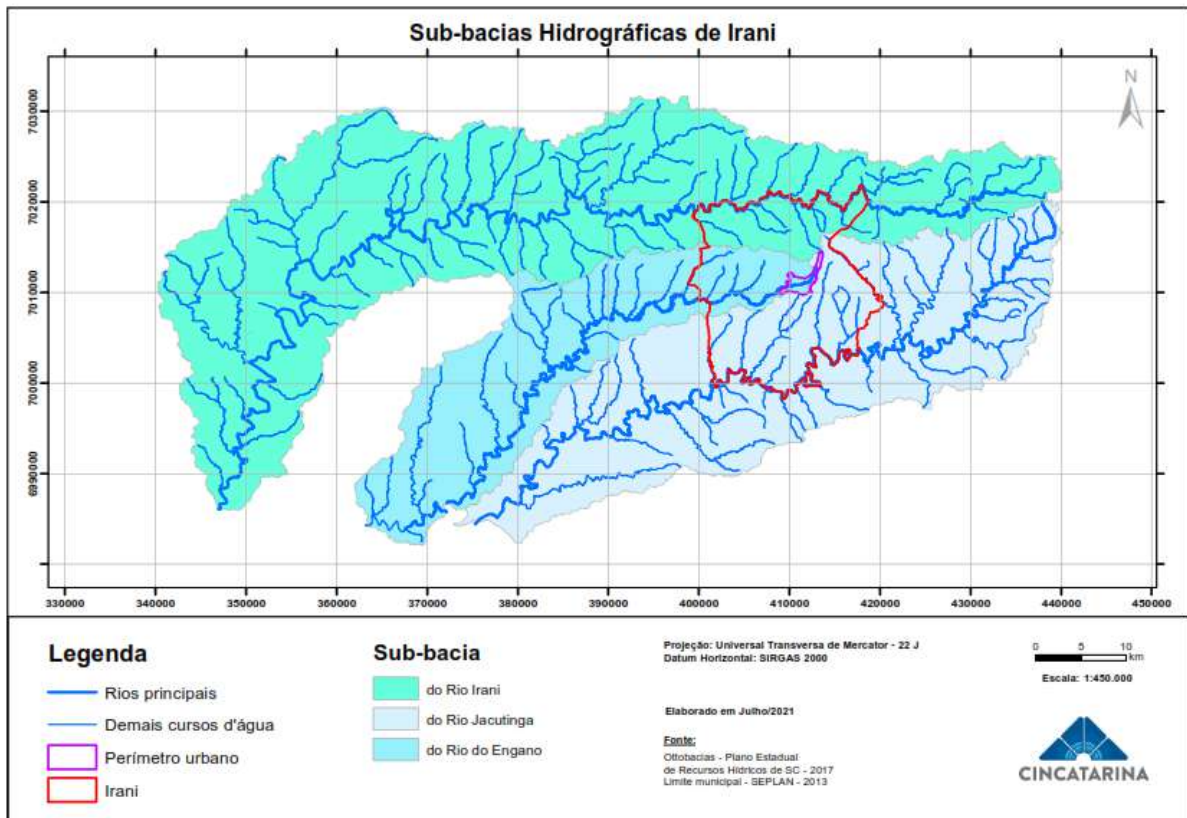 Sub-bacias Hidrográficas de Irani
N
7030000
7020000
7010000
7000000
6990000
330000 340000 350000 360000 370000 380000 390000 400000 410000 420000 430000 440000 450000
Legenda
Rios principais
Demais cursos d'água
Perímetro urbano
Irani
Sub-bacia
do Rio Irani
do Rio Jacutinga
do Rio do Engano
Projeção: Universal Transversa de Mercator - 22 J
Datum Horizontal: SIRGAS 2000
Elaborado em Julho/2021
Fonte:
Ottobacias - Plano Estadual
de Recursos Hídricos de SC - 2017
Limite municipal - SEPLAN - 2013
0 5 10
km
Escala: 1:450.000
CINCATARINA